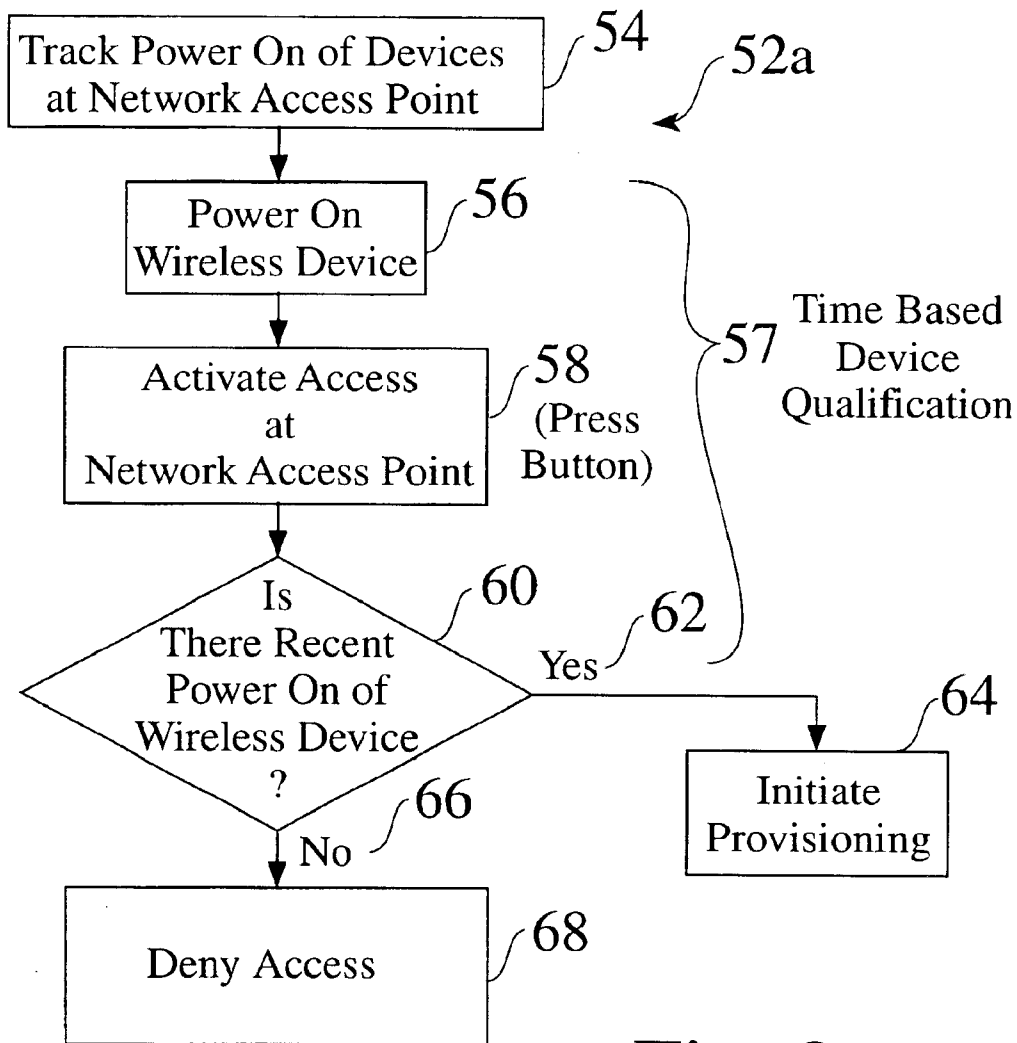 Track Power On of Devices
at Network Access Point
54
52a
Power On
Wireless Device
56
57
Time Based
Device
Qualification
Activate Access
at
Network Access Point
58
(Press
Button)
Is
There Recent
Power On of
Wireless Device
?
60
Yes
62
64
Initiate
Provisioning
66
No
Deny Access
68